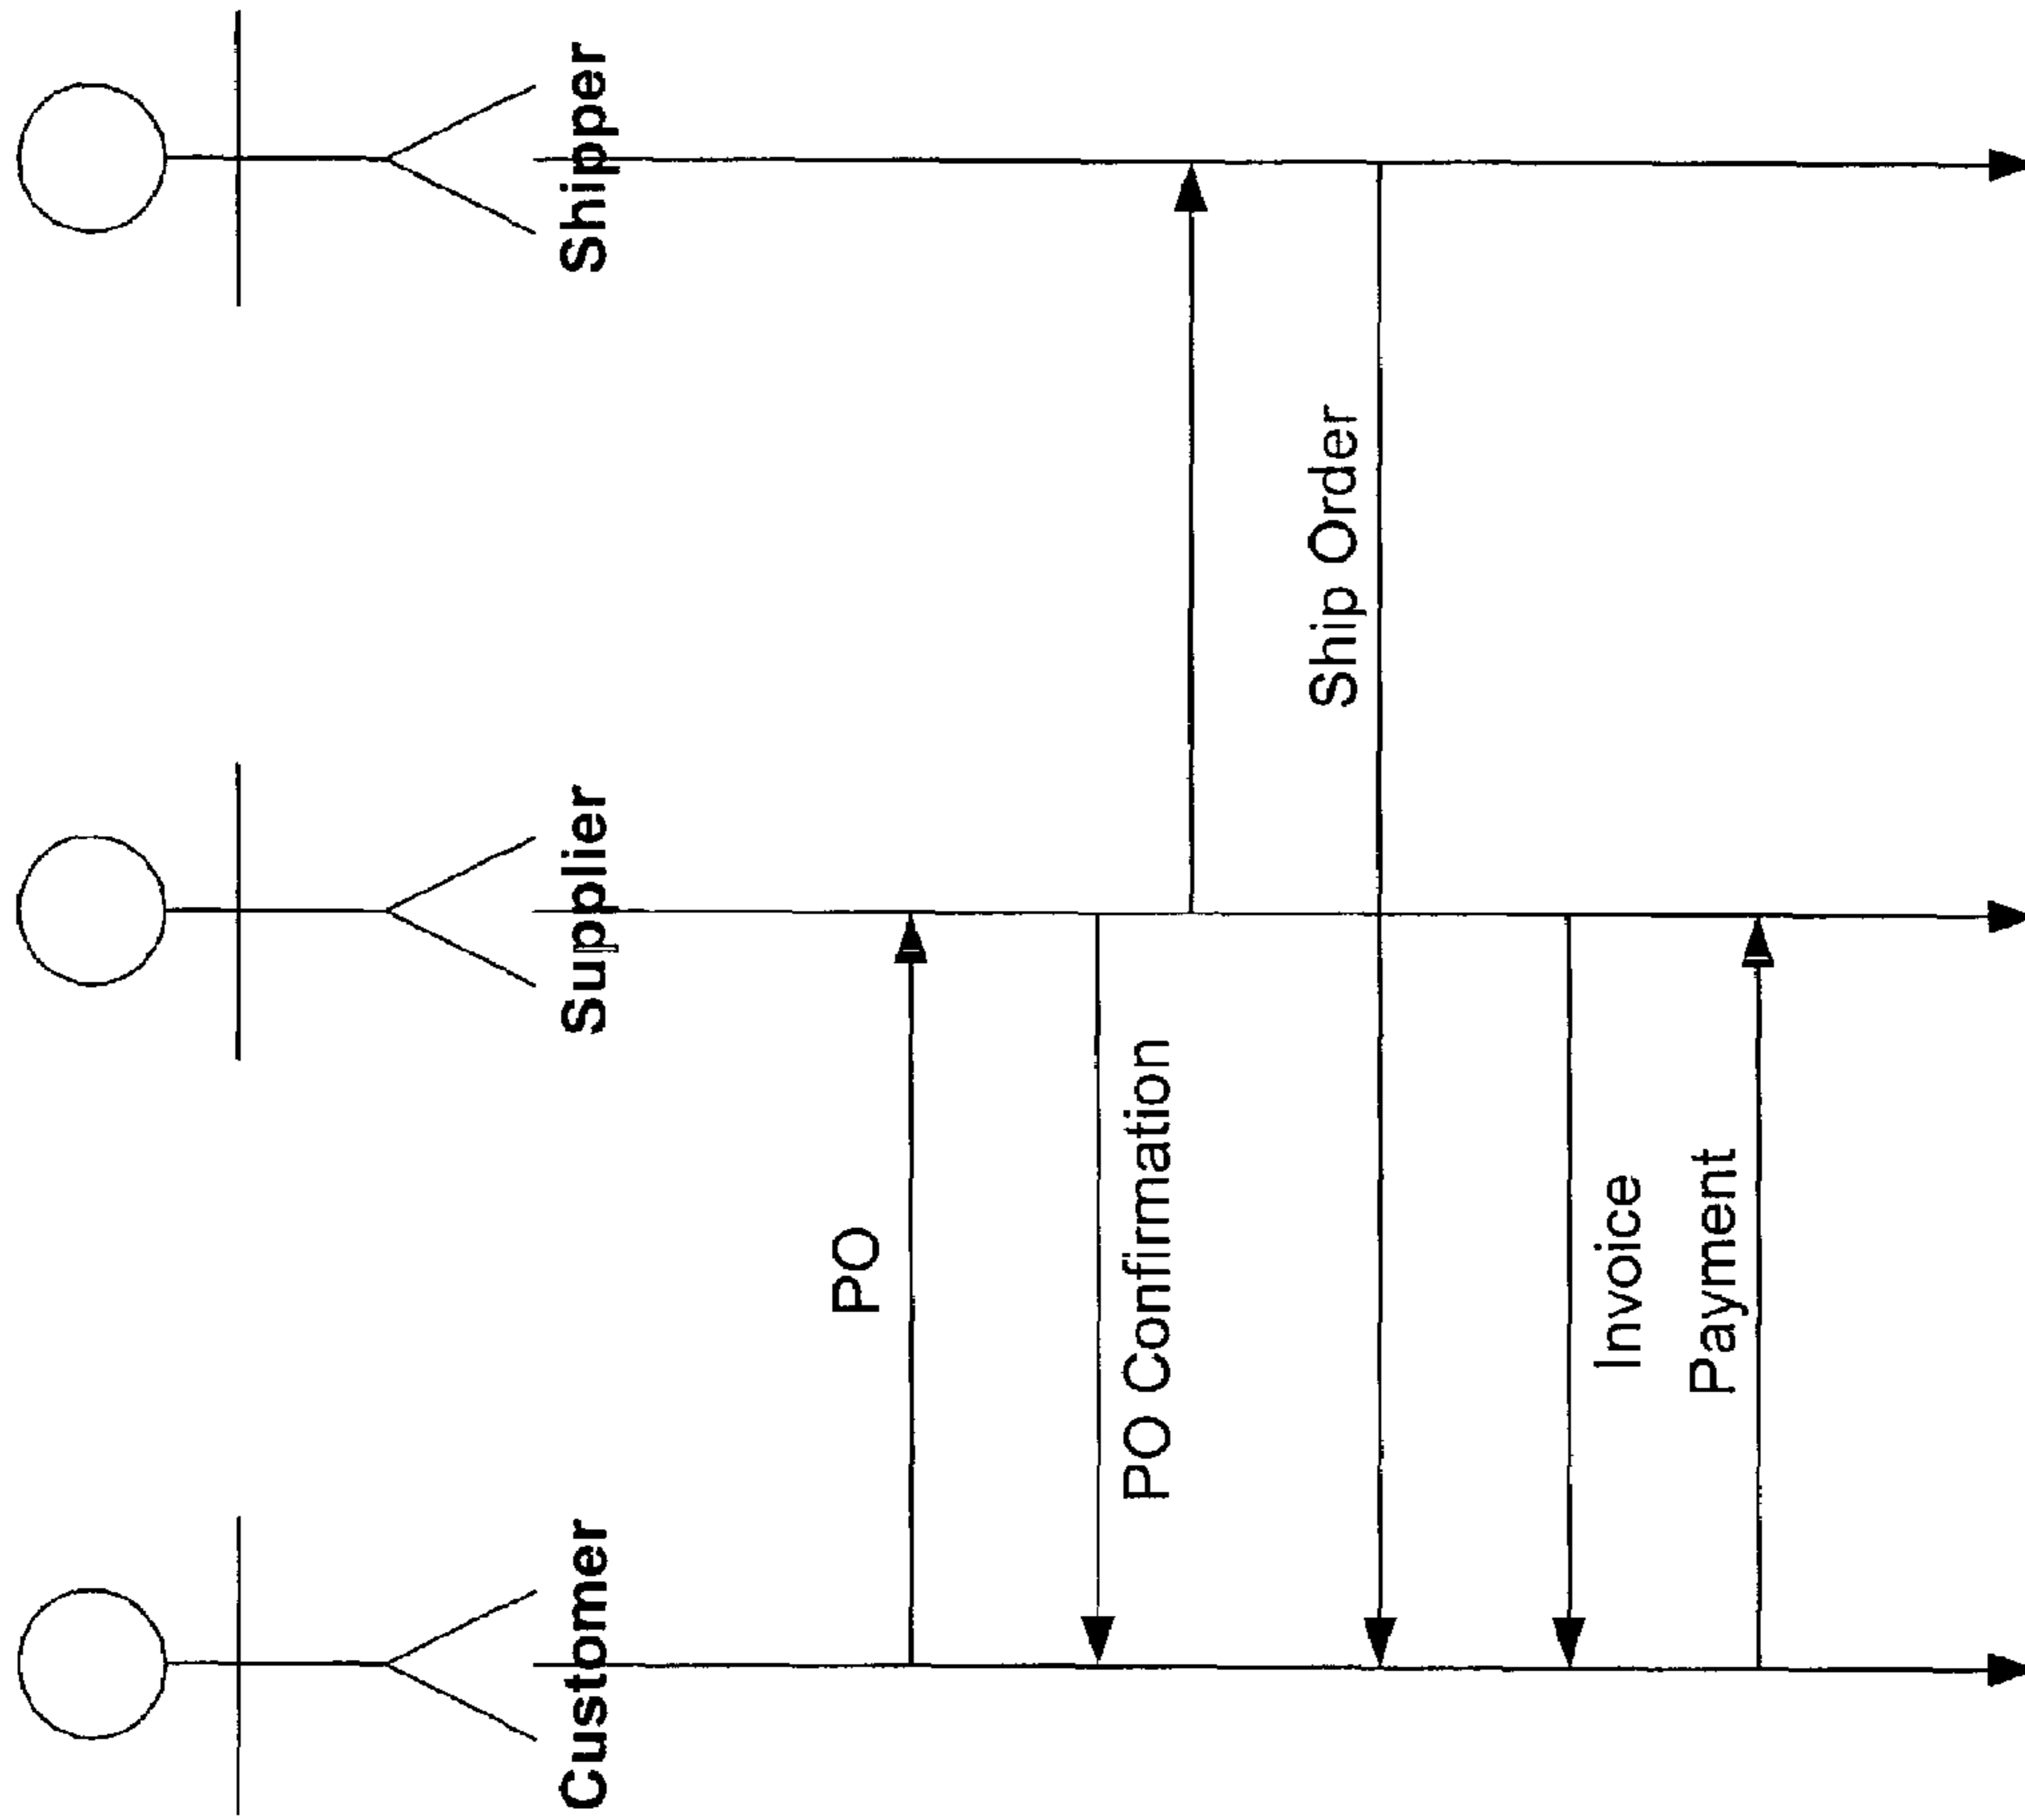 Customer
Supplier
Shipper
PO
PO Confirmation
Ship Order
Invoice
Payment